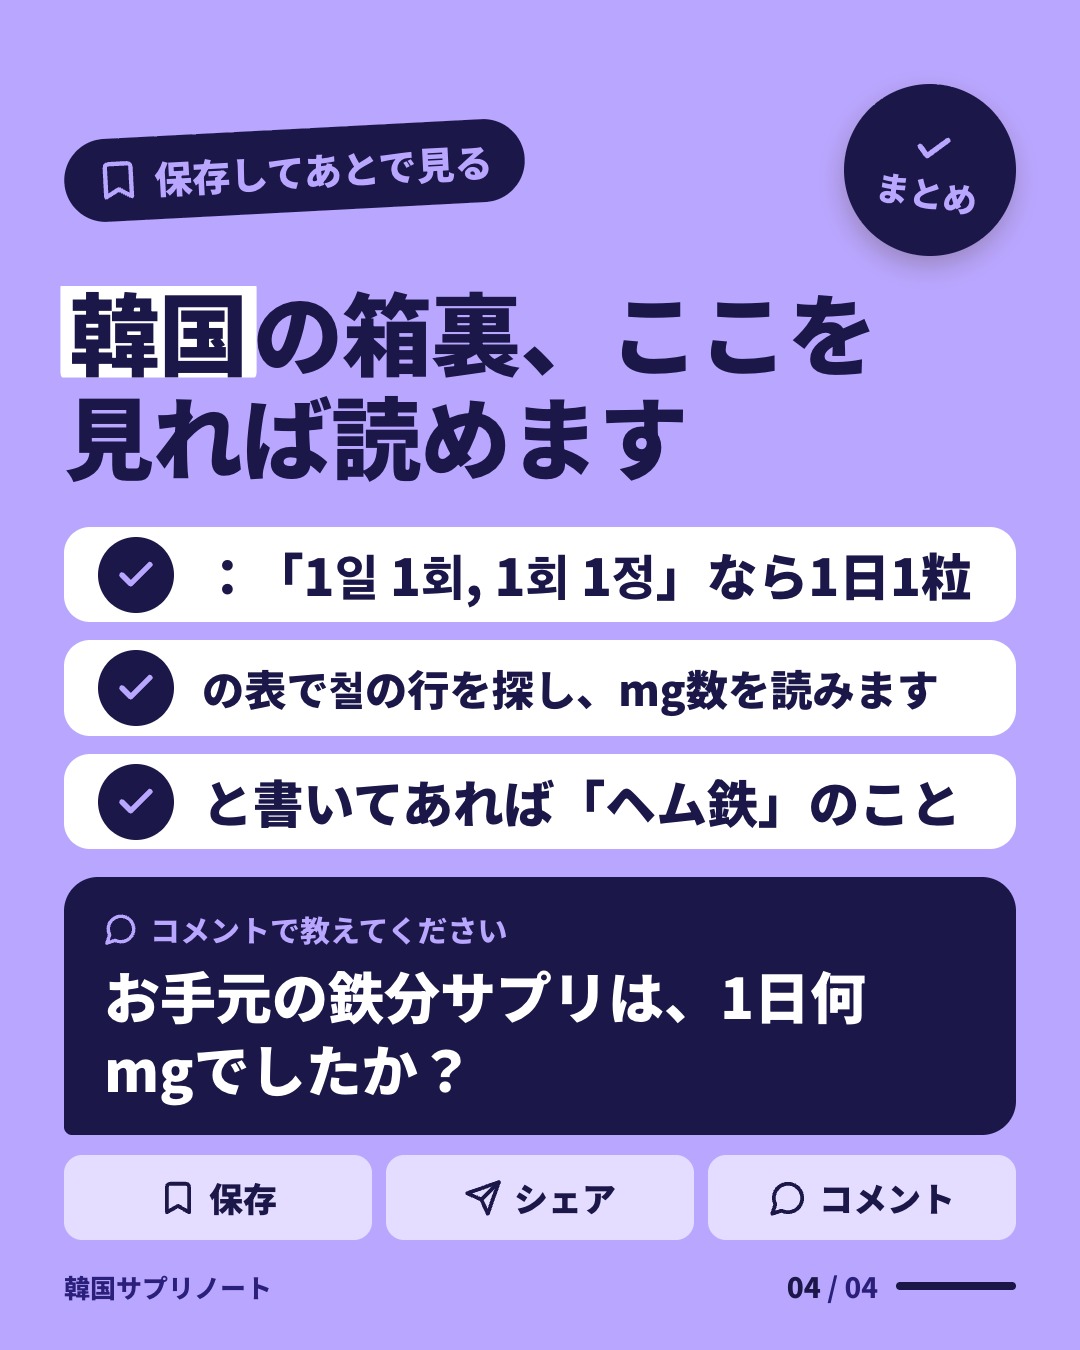 保存してあとで見る
まとめ
韓国の箱裏、ここを
見れば読めます
：「1일 1회, 1회 1정」なら1日1粒
の表で철の行を探し、mg数を読みます
と書いてあれば「ヘム鉄」のこと
コメントで教えてください
お手元の鉄分サプリは、1日何
mgでしたか？
保存
シェア
コメント
韓国サプリノート
04 / 04